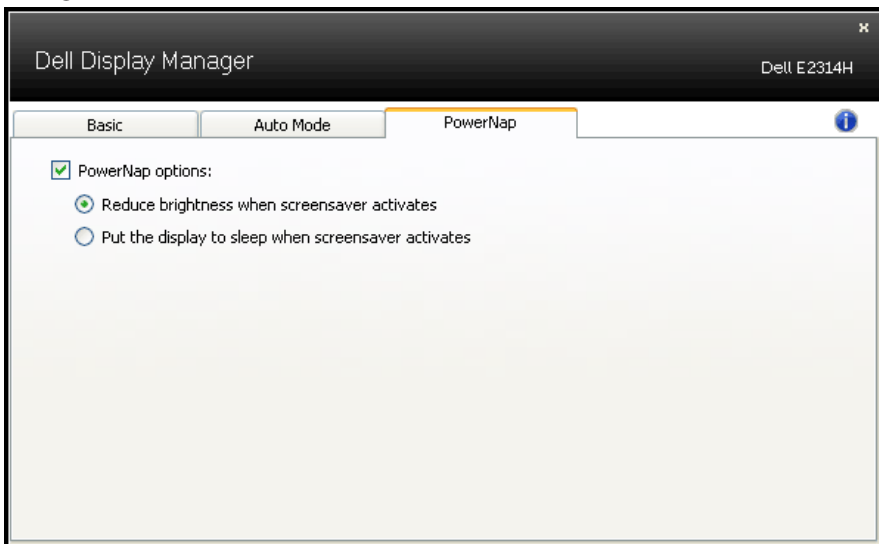 Dell Display Manager
Dell E2314H
Basic
Auto Mode
PowerNap
PowerNap options:
Reduce brightness when screensaver activates
Put the display to sleep when screensaver activates